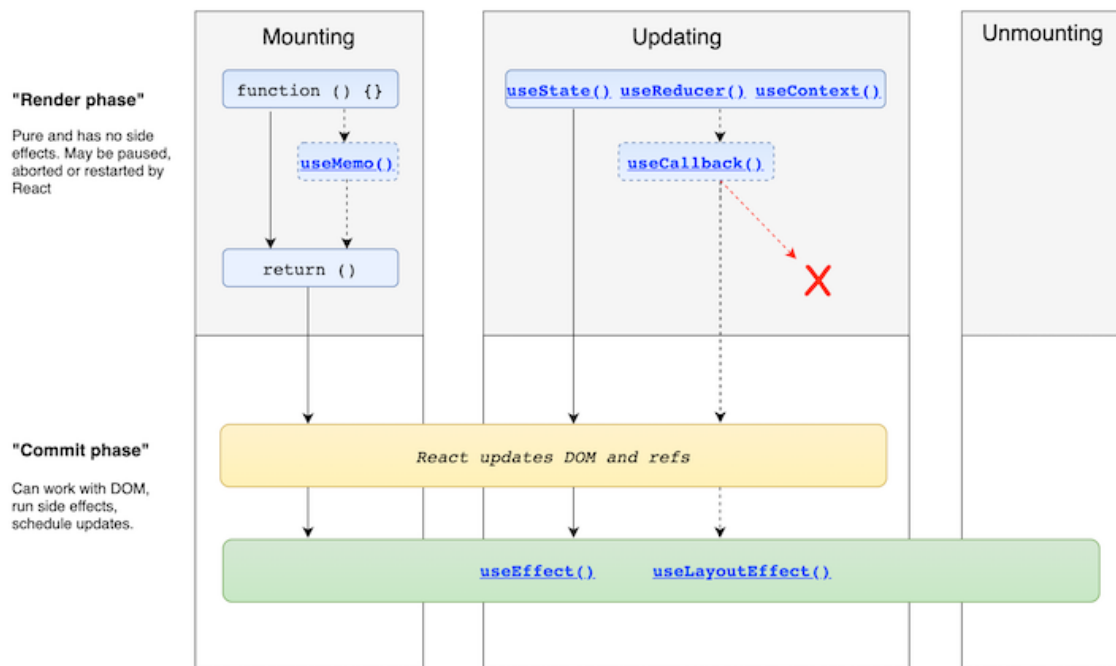 Mounting
Updating
Unmounting
"Render phase"
Pure and has no side
effects. May be paused,
aborted or restarted by
React
function () {}
useMemo()
return ()
useState() useReducer() useContext()
useCallback()
"Commit phase"
Can work with DOM,
run side effects,
schedule updates.
React updates DOM and refs
useEffect() useLayoutEffect()